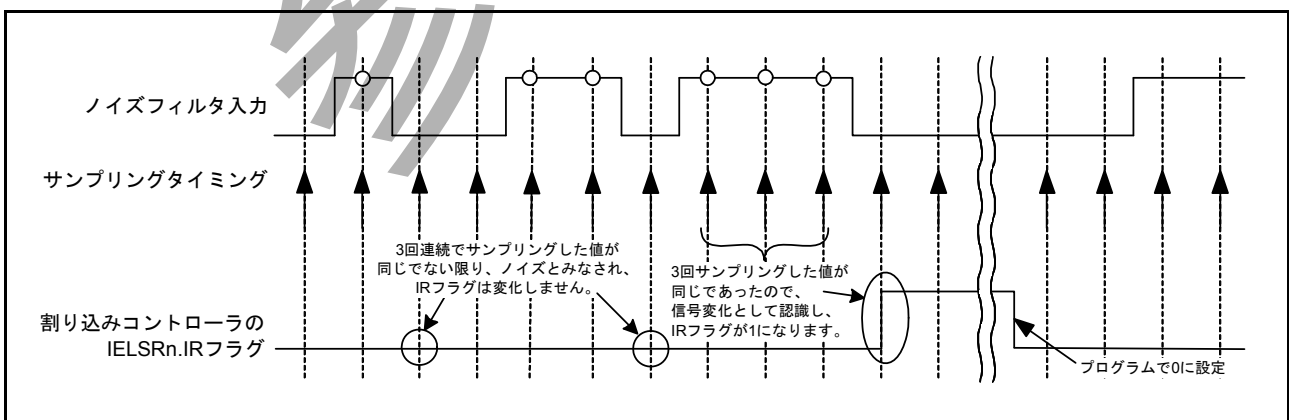 ノイズフィルタ入力
サンプリングタイミング
3回連続でサンプリングした値が
同じでない限り、ノイズとみなされ、
IRフラグは変化しません。
3回サンプリングした値が
同じであったので、
信号変化として認識し、
IRフラグが1になります。
割り込みコントローラの
IELSRn.IRフラグ
プログラムで0に設定